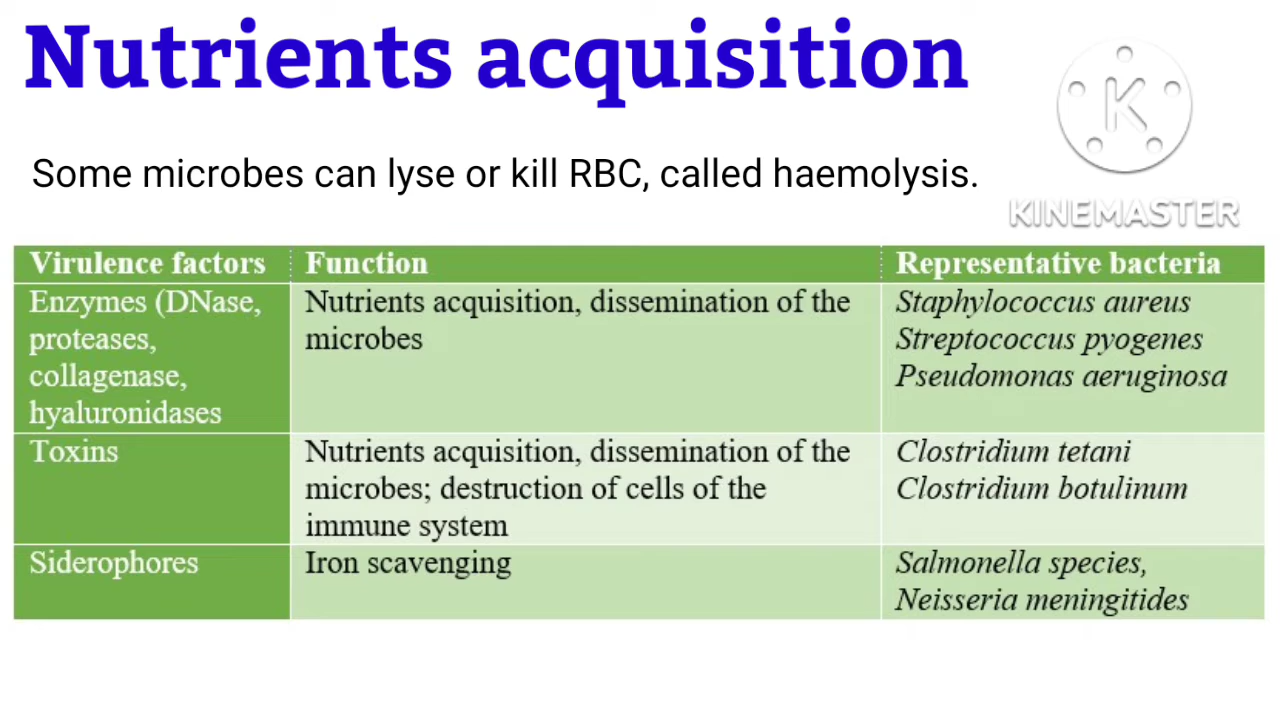 Nutrients acquisition
K
KINEMASTER
Some microbes can lyse or kill RBC, called haemolysis.
Virulence factors Function Representative bacteria
Enzymes (DNase, Nutrients acquisition, dissemination of the Staphylococcus aureus
proteases, microbes Streptococcus pyogenes
collagenase, Pseudomonas aeruginosa
hyaluronidases
Toxins Nutrients acquisition, dissemination of the Clostridium tetani
microbes; destruction of cells of the Clostridium botulinum
immune system
Siderophores Iron scavenging Salmonella species,
Neisseria meningitides